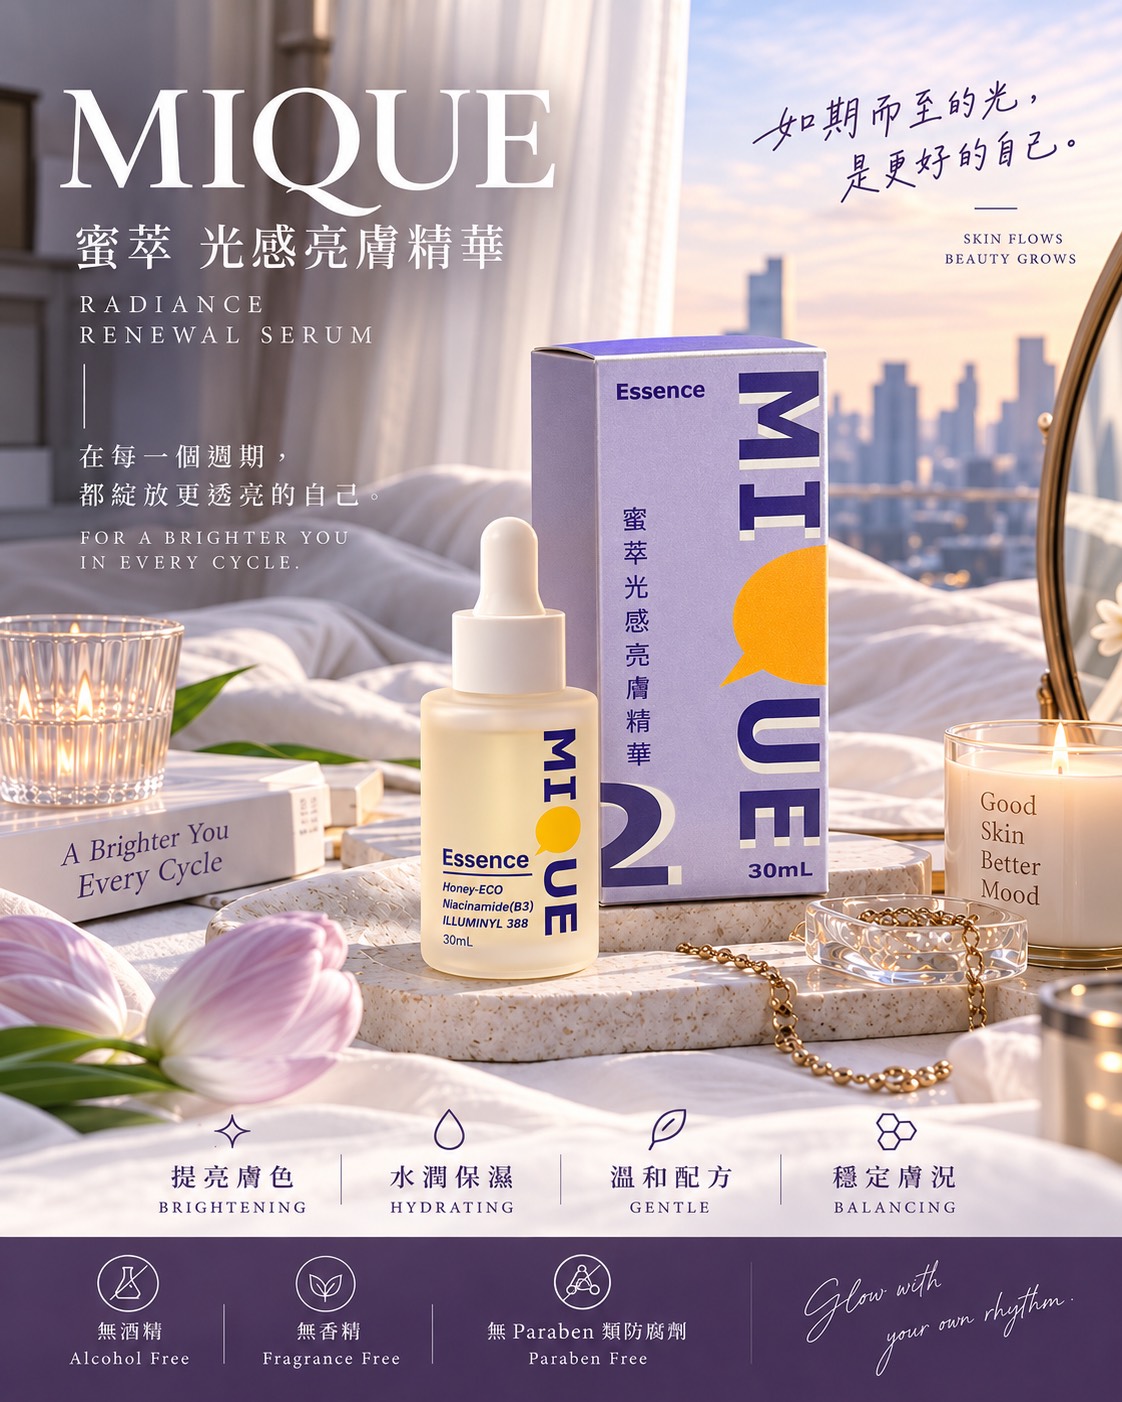 MIQUE
蜜萃 光感亮膚精華
RADIANCE
RENEWAL SERUM
在每一個週期，
都綻放更透亮的自己。
FOR A BRIGHTER YOU
IN EVERY CYCLE.
如期而至的光，
是更好的自己。
SKIN FLOWS
BEAUTY GROWS
Essence
MIQUE
蜜萃光感亮膚精華
2
30mL
MIQUE
Essence
Honey-ECO
Niacinamide(B3)
ILLUMINYL 388
30mL
A Brighter You
Every Cycle
Good
Skin
Better
Mood
提亮膚色
BRIGHTENING
水潤保濕
HYDRATING
溫和配方
GENTLE
穩定膚況
BALANCING
無酒精
Alcohol Free
無香精
Fragrance Free
無 Paraben 類防腐劑
Paraben Free
Glow with
your own rhythm.